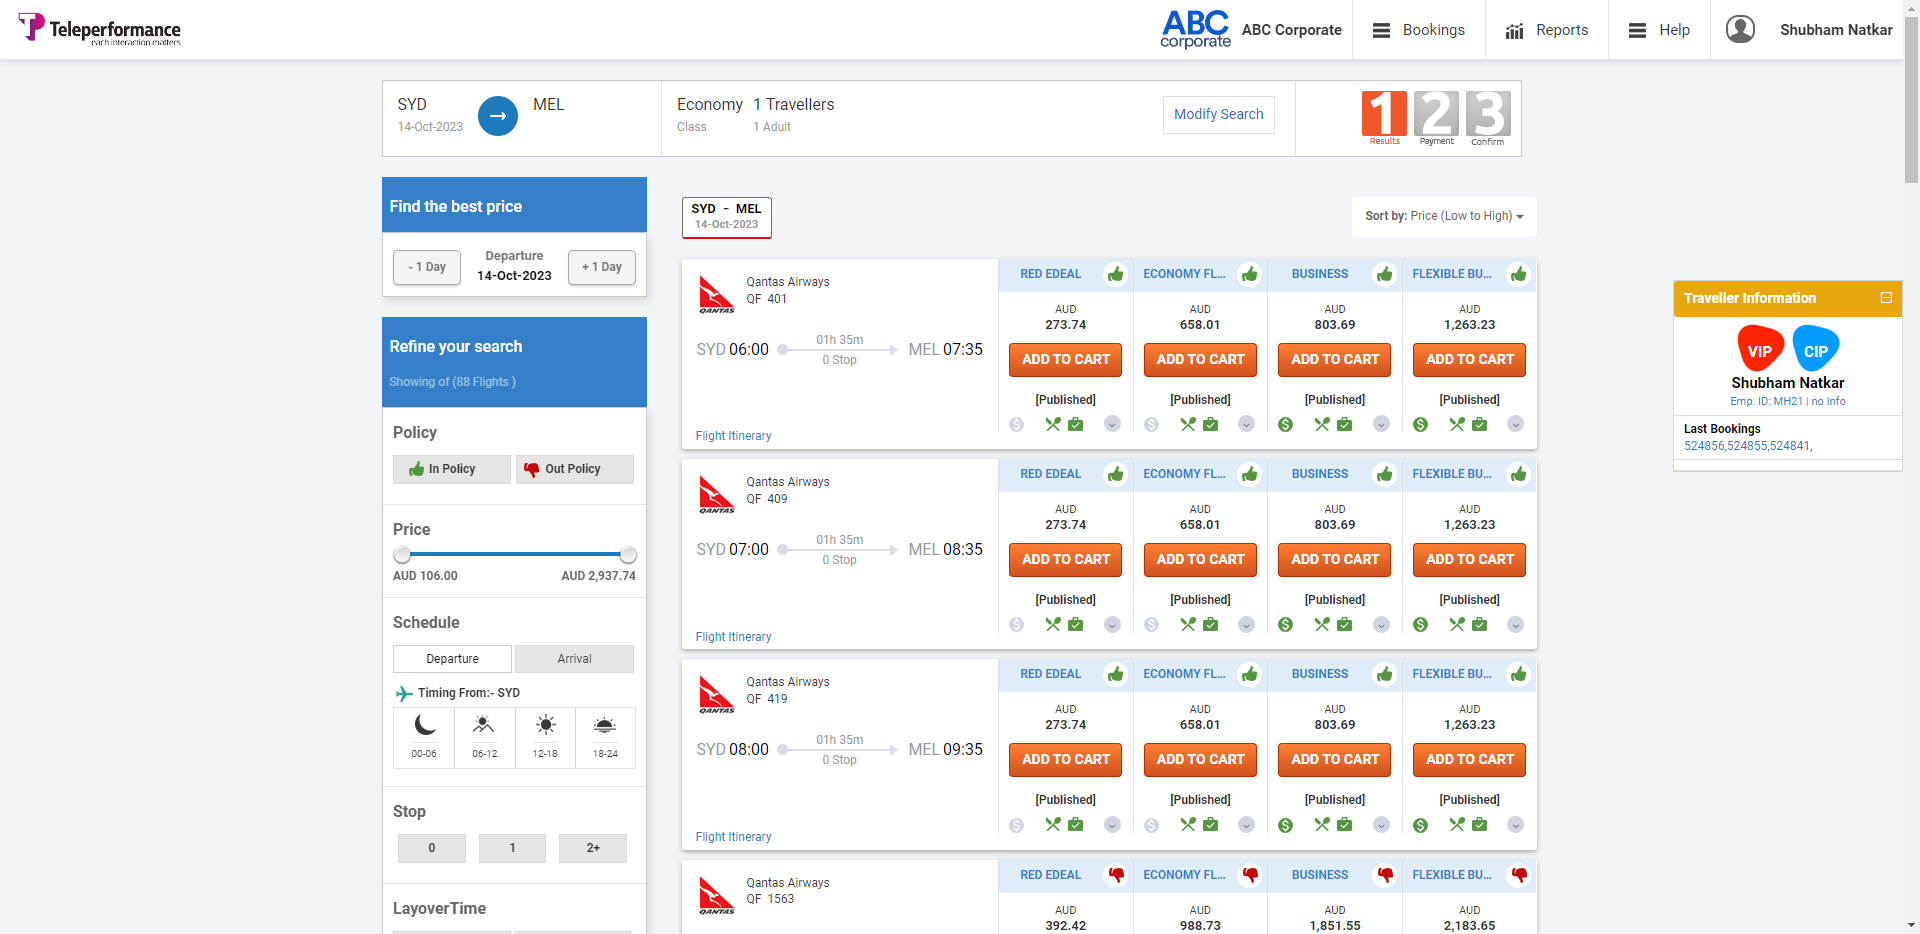 Teleperformance
each interaction matters
ABC
corporate
ABC Corporate
Bookings
Reports
Help
Shubham Natkar
SYD
14-Oct-2023
MEL
Economy
Class
1 Travellers
1 Adult
Modify Search
1
Results
2
Payment
3
Confirm
Find the best price
- 1 Day
Departure
14-Oct-2023
+ 1 Day
Refine your search
Showing of (88 Flights )
Policy
In Policy
Out Policy
Price
AUD 106.00
AUD 2,937.74
Schedule
Departure
Arrival
Timing From:- SYD
00-06
06-12
12-18
18-24
Stop
0
1
2+
LayoverTime
SYD - MEL
14-Oct-2023
Sort by: Price (Low to High)
Qantas Airways
QF 401
QANTAS
SYD 06:00
01h 35m
0 Stop
MEL 07:35
Flight Itinerary
RED EDEAL
AUD
273.74
ADD TO CART
[Published]
ECONOMY FL...
AUD
658.01
ADD TO CART
[Published]
BUSINESS
AUD
803.69
ADD TO CART
[Published]
FLEXIBLE BU...
AUD
1,263.23
ADD TO CART
[Published]
Qantas Airways
QF 409
QANTAS
SYD 07:00
01h 35m
0 Stop
MEL 08:35
Flight Itinerary
RED EDEAL
AUD
273.74
ADD TO CART
[Published]
ECONOMY FL...
AUD
658.01
ADD TO CART
[Published]
BUSINESS
AUD
803.69
ADD TO CART
[Published]
FLEXIBLE BU...
AUD
1,263.23
ADD TO CART
[Published]
Qantas Airways
QF 419
QANTAS
SYD 08:00
01h 35m
0 Stop
MEL 09:35
Flight Itinerary
RED EDEAL
AUD
273.74
ADD TO CART
[Published]
ECONOMY FL...
AUD
658.01
ADD TO CART
[Published]
BUSINESS
AUD
803.69
ADD TO CART
[Published]
FLEXIBLE BU...
AUD
1,263.23
ADD TO CART
[Published]
Qantas Airways
QF 1563
QANTAS
RED EDEAL
AUD
392.42
ECONOMY FL...
AUD
988.73
BUSINESS
AUD
1,851.55
FLEXIBLE BU...
AUD
2,183.65
Traveller Information
VIP
CIP
Shubham Natkar
Emp. ID: MH21 | no Info
Last Bookings
524856,524855,524841,